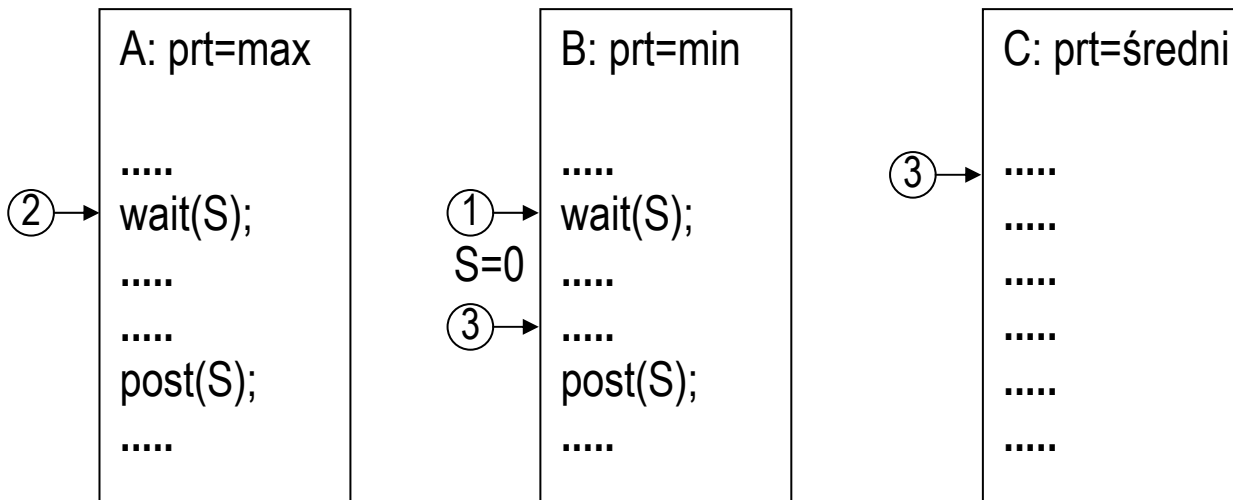 A: prt=max
.....
2
wait(S);
.....
.....
post(S);
.....
B: prt=min
.....
1
wait(S);
S=0
.....
3
.....
post(S);
.....
C: prt=średni
3
.....
.....
.....
.....
.....
.....